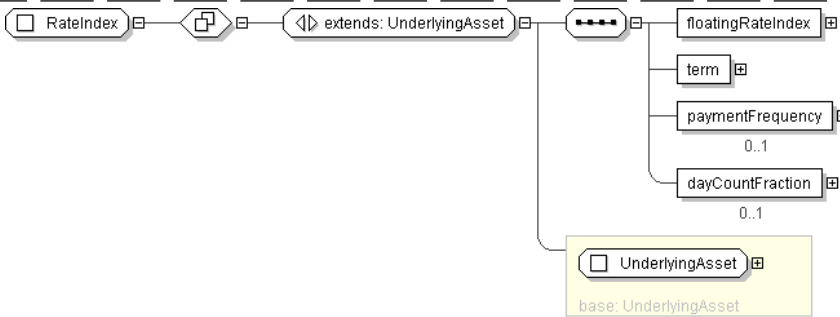 RateIndex
extends: UnderlyingAsset
floatingRateIndex
term
paymentFrequency
0..1
dayCountFraction
0..1
UnderlyingAsset
base: UnderlyingAsset